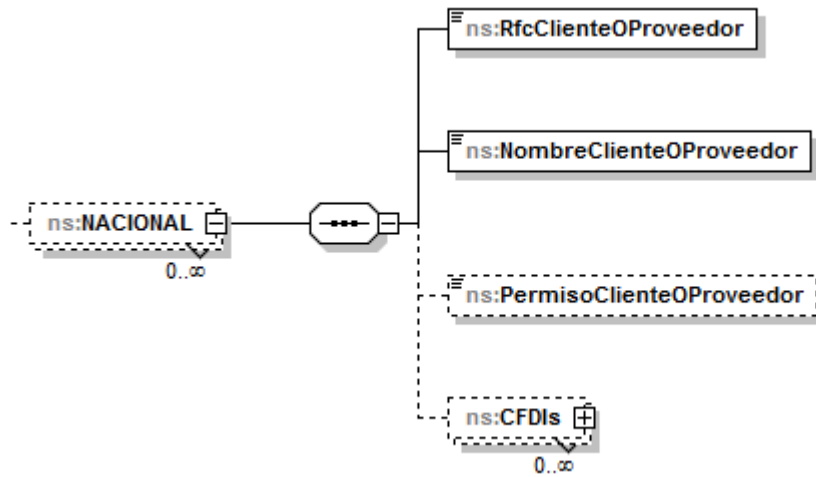 ns:RfcClienteOProveedor
ns:NombreClienteOProveedor
ns:NACIONAL
0..∞
ns:PermisoClienteOProveedor
ns:CFDIs
0..∞